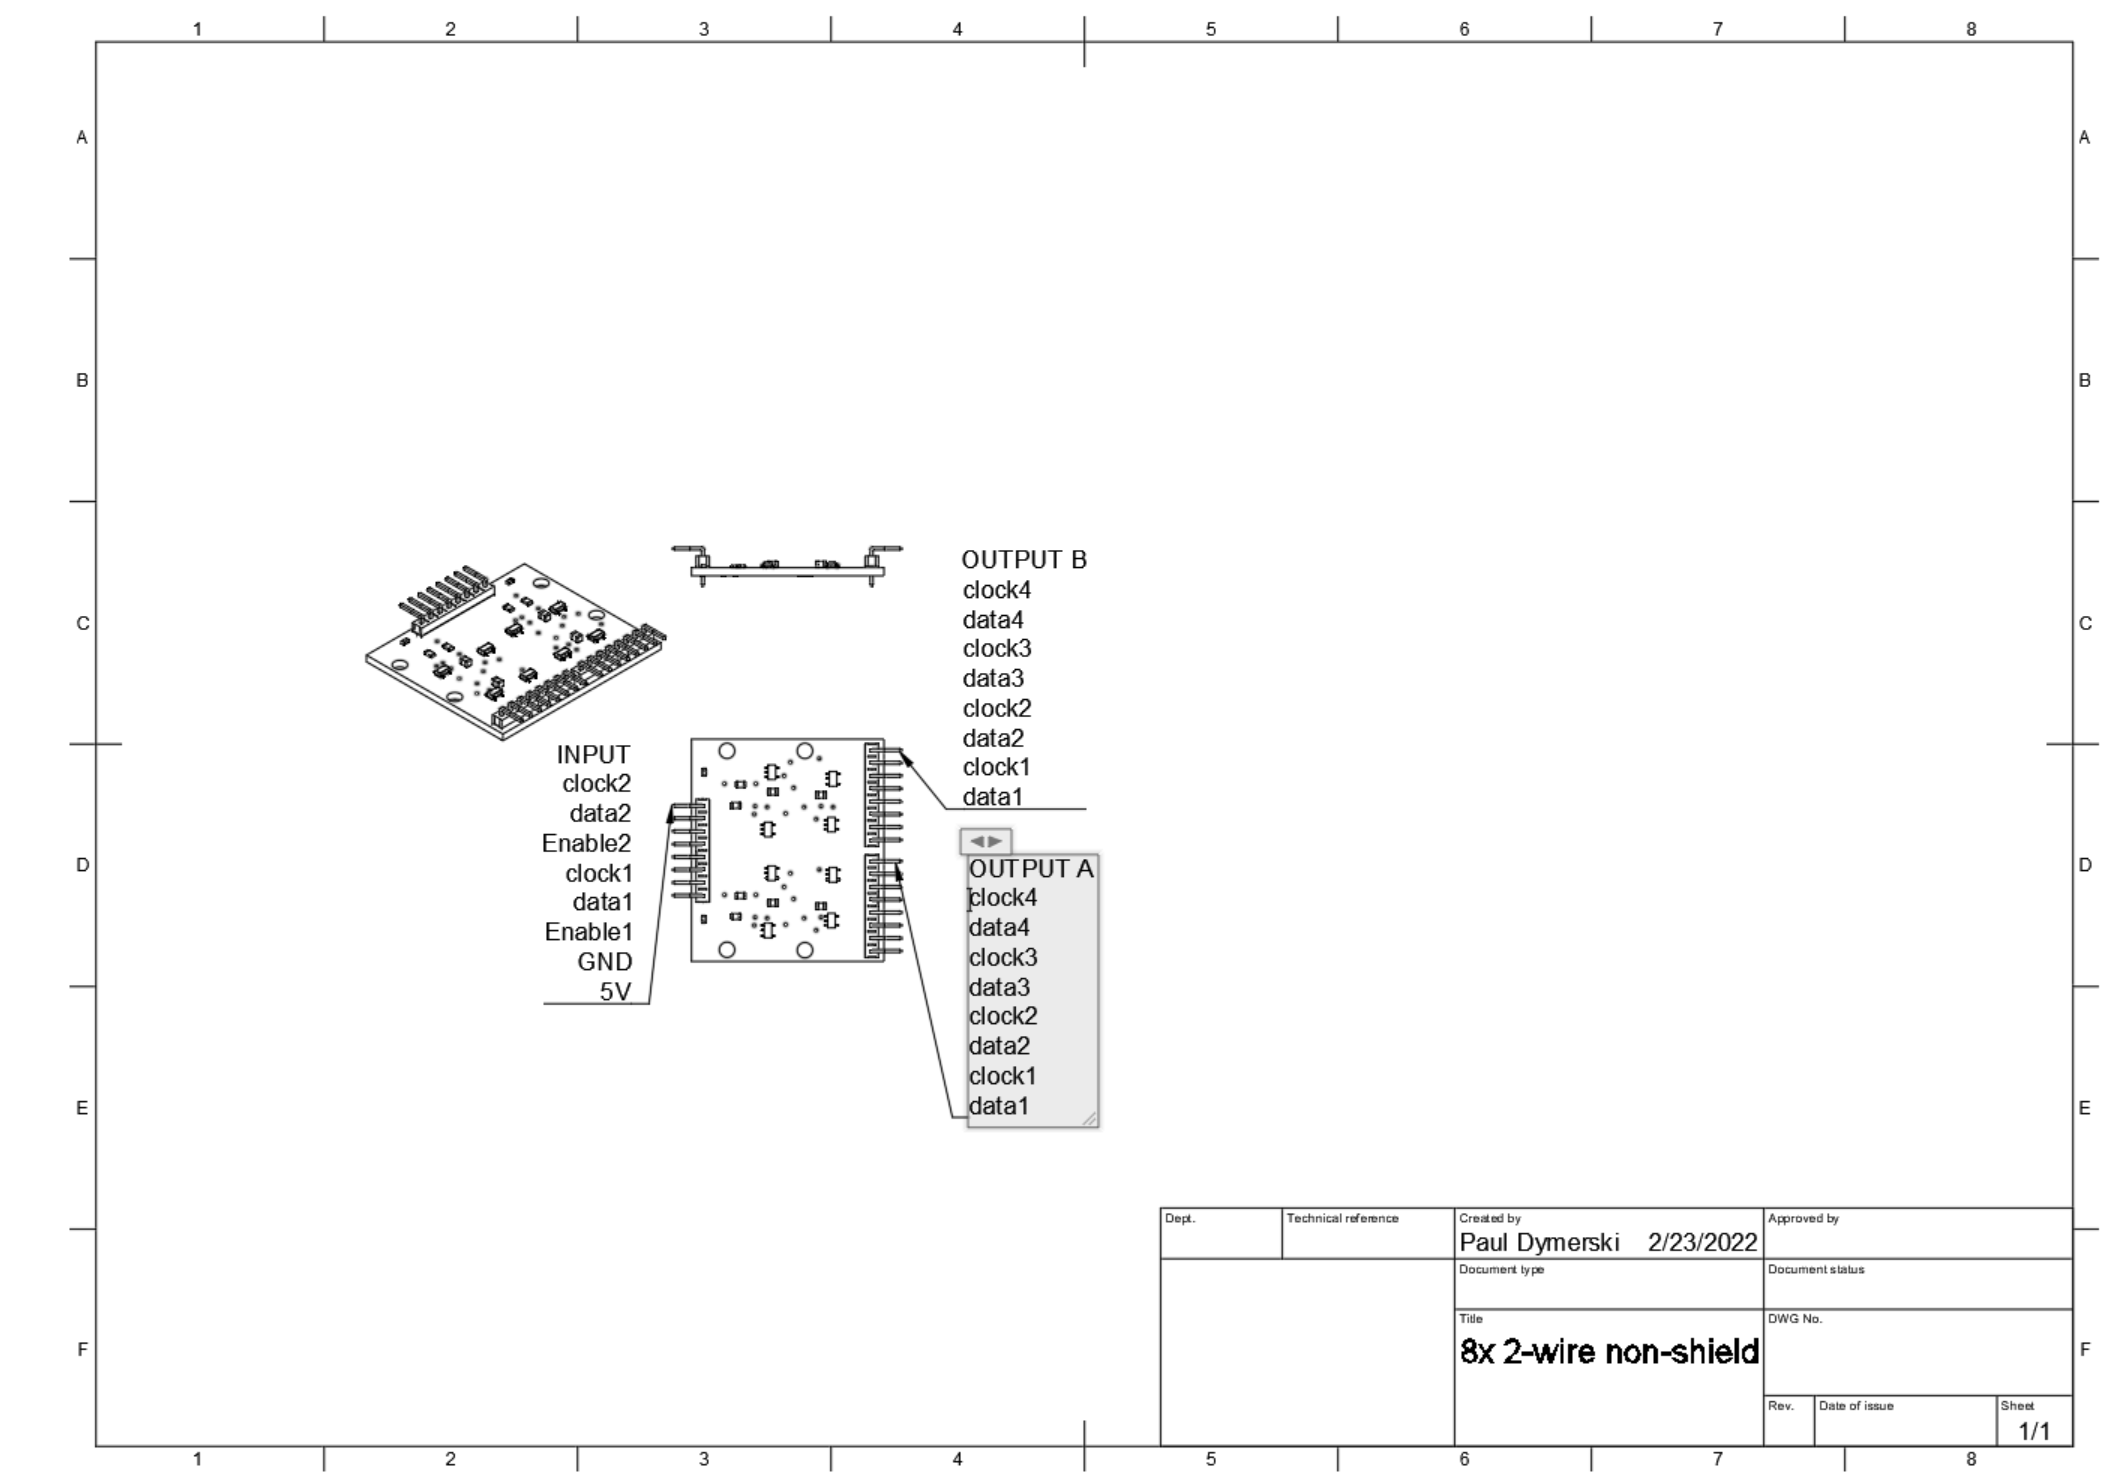 1 2 3 4 5 6 7 8
A A
B B
C C
OUTPUT B
clock4
data4
clock3
data3
clock2
data2
clock1
data1
INPUT
clock2
data2
Enable2
clock1
data1
Enable1
GND
5V
D D
OUTPUT A
clock4
data4
clock3
data3
clock2
data2
clock1
data1
E E
Dept.
Technical reference
Created by
Paul Dymerski 2/23/2022
Approved by
Document type
Document status
Title
8x 2-wire non-shield
DWG No.
F F
Rev.
Date of issue
Sheet
1/1
1 2 3 4 5 6 7 8